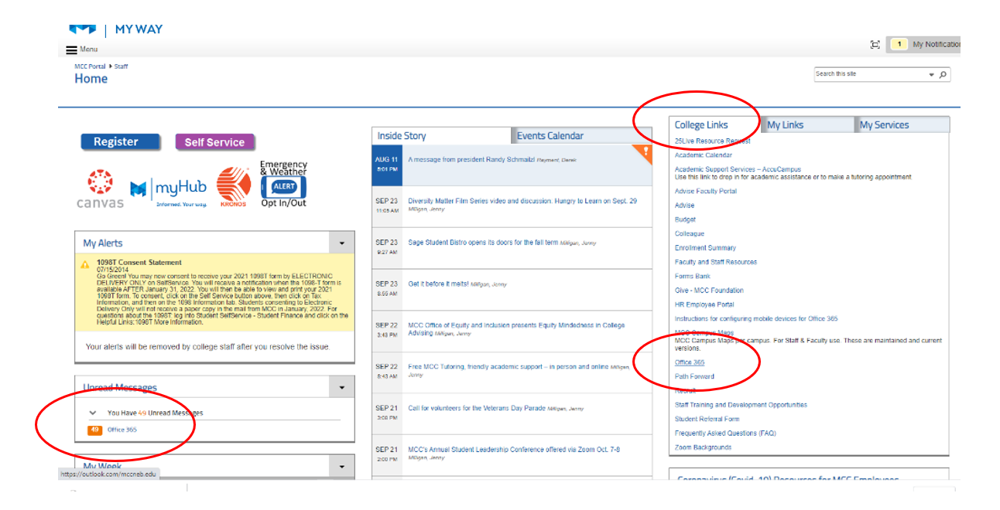 MY WAY
Menu
1 My Notification
MCC Portal Staff
Home
Search this site
Register
Self Service
canvas
myHub
Informed. Your way.
KRONOS
Emergency
& Weather
ALERT
Opt In/Out
My Alerts
1098T Consent Statement
07/15/2014
Go Green! You may now consent to receive your 2021 1098T form by ELECTRONIC
DELIVERY ONLY on SelfService. You will receive a notification when the 1098-T form is
available AFTER January 31, 2022. You will then be able to view and print your 2021
1098T form. To consent, click on the Self Service button above, then click on Tax
Information, and then on the 1098 Information tab. Students consenting to Electronic
Delivery Only will not receive a paper copy in the mail from MCC in January, 2022. For
questions about the 1098T: log into Student SelfService - Student Finance and click on the
Helpful Links:1098T More Information.
Your alerts will be removed by college staff after you resolve the issue.
Unread Messages
You Have 49 Unread Messages
49 Office 365
My Week
https://outlook.com/mccneb.edu
Inside Story
Events Calendar
AUG 11
5:01 PM
A message from president Randy Schmailzl Rayment, Derek
SEP 23
11:05 AM
Diversity Matter Film Series video and discussion: Hungry to Learn on Sept. 29
Milligan, Jenny
SEP 23
9:27 AM
Sage Student Bistro opens its doors for the fall term Milligan, Jenny
SEP 23
8:55 AM
Get it before it melts! Milligan, Jenny
SEP 22
3:43 PM
MCC Office of Equity and Inclusion presents Equity Mindedness in College
Advising Milligan, Jenny
SEP 22
8:43 AM
Free MCC Tutoring, friendly academic support – in person and online Milligan,
Jenny
SEP 21
3:08 PM
Call for volunteers for the Veterans Day Parade Milligan, Jenny
SEP 21
2:00 PM
MCC's Annual Student Leadership Conference offered via Zoom Oct. 7-8
Milligan, Jenny
College Links
My Links
My Services
25Live Resource Request
Academic Calendar
Academic Support Services – AccuCampus
Use this link to drop in for academic assistance or to make a tutoring appointment.
Advise Faculty Portal
Advise
Budget
Colleague
Enrollment Summary
Faculty and Staff Resources
Forms Bank
Give - MCC Foundation
HR Employee Portal
Instructions for configuring mobile devices for Office 365
MCC Campus Maps
MCC Campus Maps per campus. For Staff & Faculty use. These are maintained and current
versions.
Office 365
Path Forward
Recruit
Staff Training and Development Opportunities
Student Referral Form
Frequently Asked Questions (FAQ)
Zoom Backgrounds
Coronavirus (Covid-19) Resources for MCC Employees